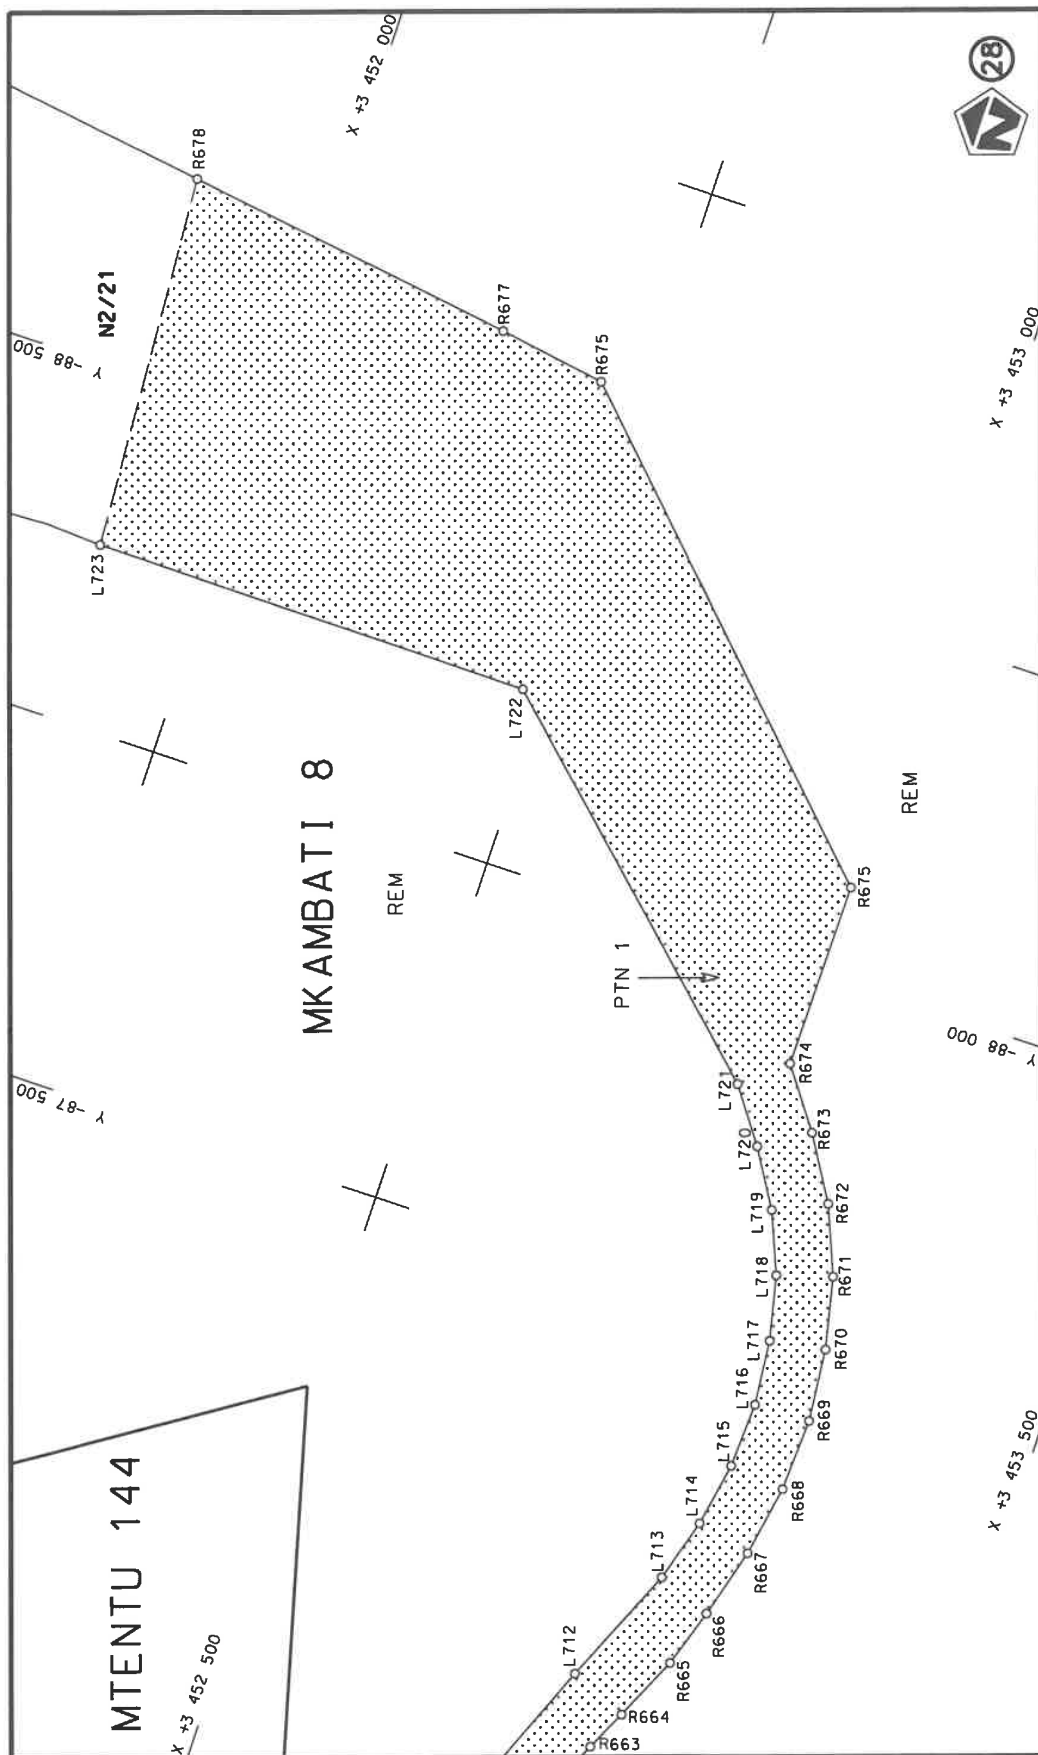 MTENTU 144
X +3 452 500
Y -87 500
MKAMBATI 8
REM
Y -88 500
N2/21
X +3 452 000
L712
L713
L714
L715
L716
L717
L718
L719
L720
L721
PTN 1
L722
L723
R678
R677
R675
R675
R674
R673
R672
R671
R670
R669
R668
R667
R666
R665
R664
R663
REM
X +3 453 500
Y -88 000
X +3 453 000
N
28